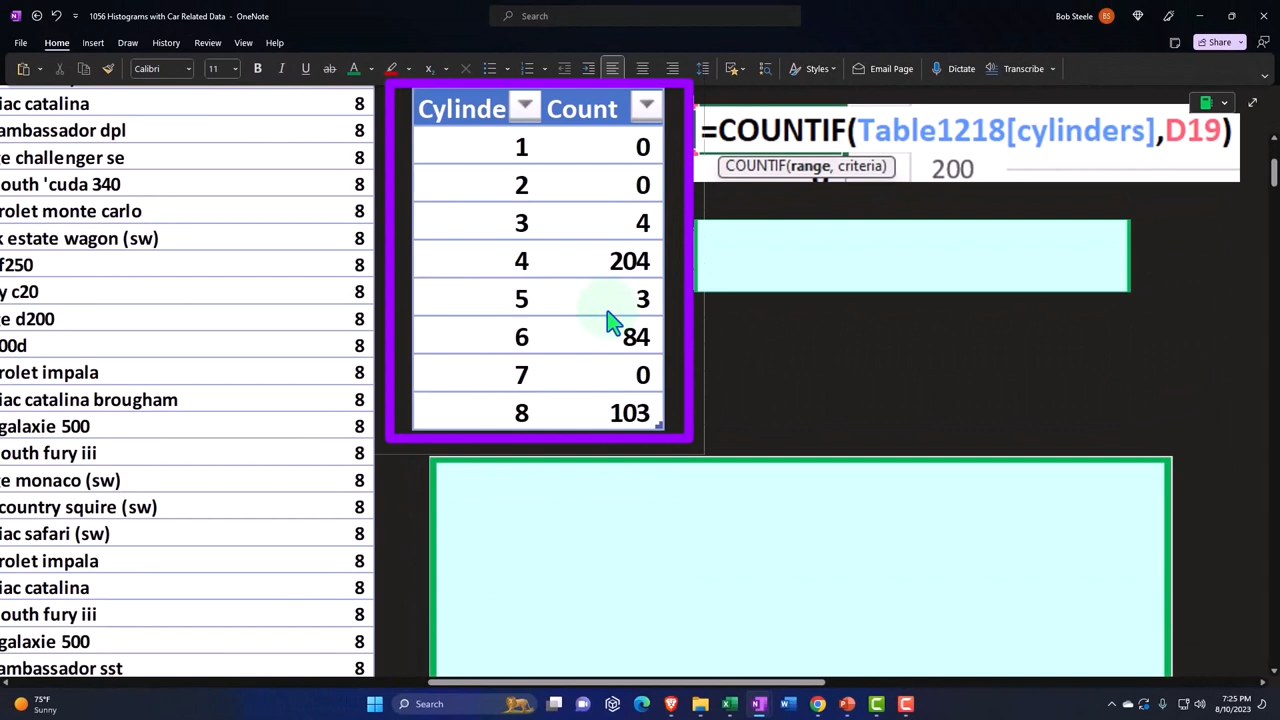 1056 Histograms with Car Related Data - OneNote
Search
Bob Steele BS
File Home Insert Draw History Review View Help
Share
Calibri 11 B I U ab A
Styles Email Page Dictate Transcribe
iac catalina 8
ambassador dpl 8
ge challenger se 8
outh 'cuda 340 8
rolet monte carlo 8
k estate wagon (sw) 8
f250 8
y c20 8
ge d200 8
00d 8
rolet impala 8
iac catalina brougham 8
galaxie 500 8
outh fury iii 8
ge monaco (sw) 8
country squire (sw) 8
iac safari (sw) 8
rolet impala 8
iac catalina 8
outh fury iii 8
galaxie 500 8
ambassador sst 8
Cylinde Count
1 0
2 0
3 4
4 204
5 3
6 84
7 0
8 103
=COUNTIF(Table1218[cylinders],D19)
COUNTIF(range, criteria)
200
75°F
Sunny
Search
7:25 PM
8/10/2023